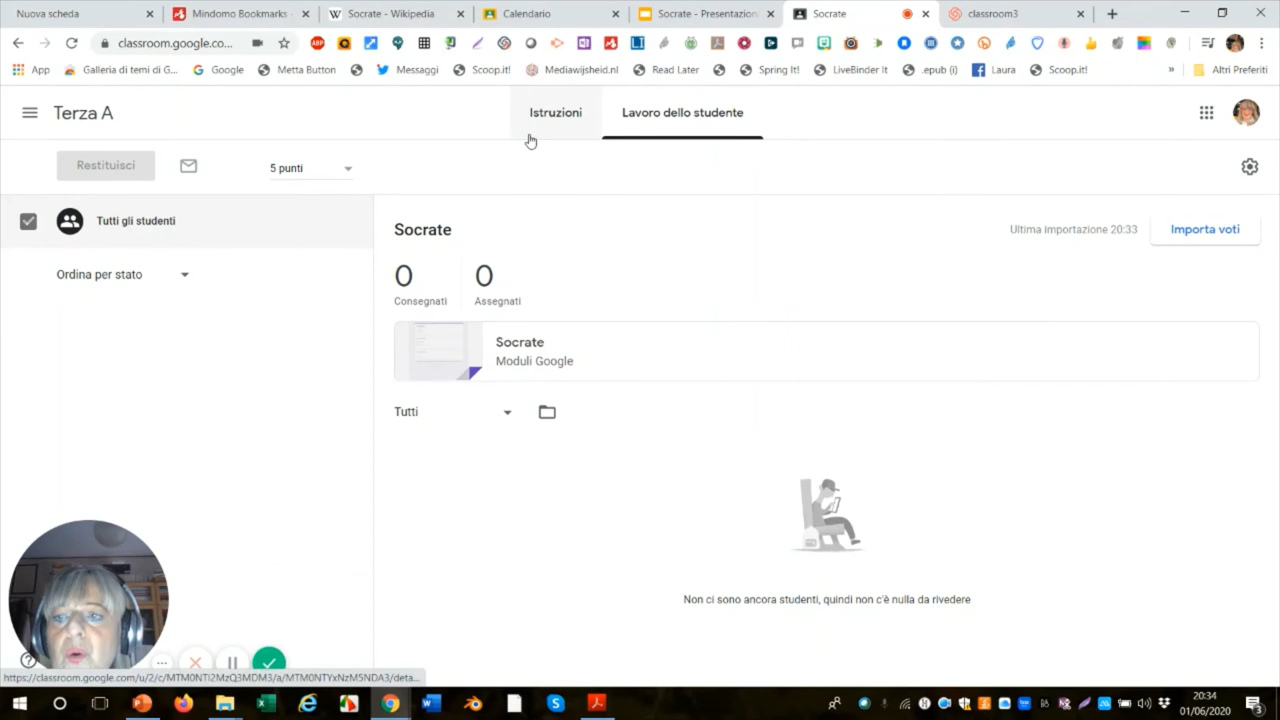 Nuova scheda
Mindomo Bookmarks -
Socrate - Wikipedia
Calendario
Socrate - Presentazion
Socrate
classroom3
classroom.google.co...
App
Galleria di temi di G...
Google
Metta Button
Messaggi
Scoop.it!
Mediawijsheid.nl
Read Later
Spring It!
LiveBinder It
.epub (i)
Laura
Scoop.it!
»
Altri Preferiti
Terza A
Istruzioni
Lavoro dello studente
Restituisci
5 punti
Tutti gli studenti
Ordina per stato
Socrate
Ultima importazione 20:33
Importa voti
0
0
Consegnati
Assegnati
Socrate
Moduli Google
Tutti
Non ci sono ancora studenti, quindi non c'è nulla da rivedere
https://classroom.google.com/u/2/c/MTM0NTI2MzQ3MDM3/a/MTM0NTYxNzM5NDA3/deta...
20:34
01/06/2020
3